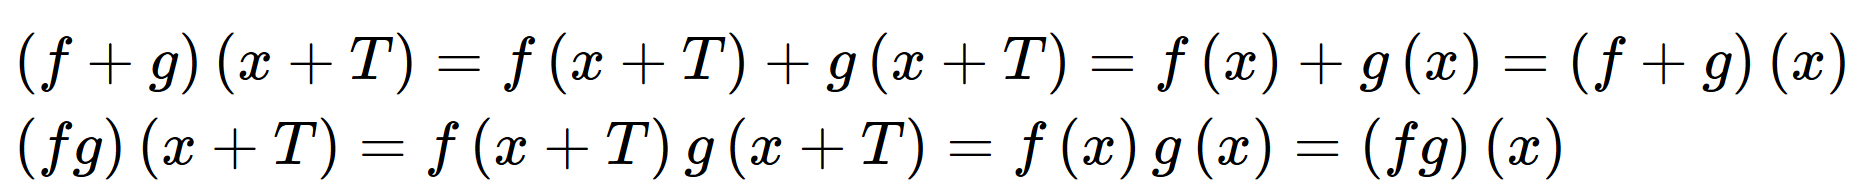 (f + g) (x + T) = f (x + T) + g (x + T) = f (x) + g (x) = (f + g) (x)
(fg) (x + T) = f (x + T) g (x + T) = f (x) g (x) = (fg) (x)